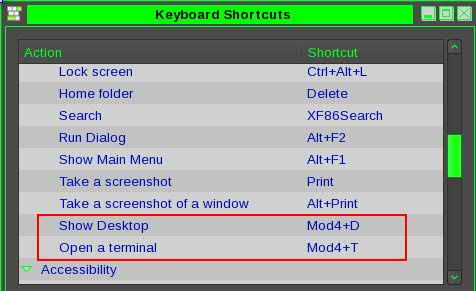 Keyboard Shortcuts
Action Shortcut
Lock screen Ctrl+Alt+L
Home folder Delete
Search XF86Search
Run Dialog Alt+F2
Show Main Menu Alt+F1
Take a screenshot Print
Take a screenshot of a window Alt+Print
Show Desktop Mod4+D
Open a terminal Mod4+T
Accessibility